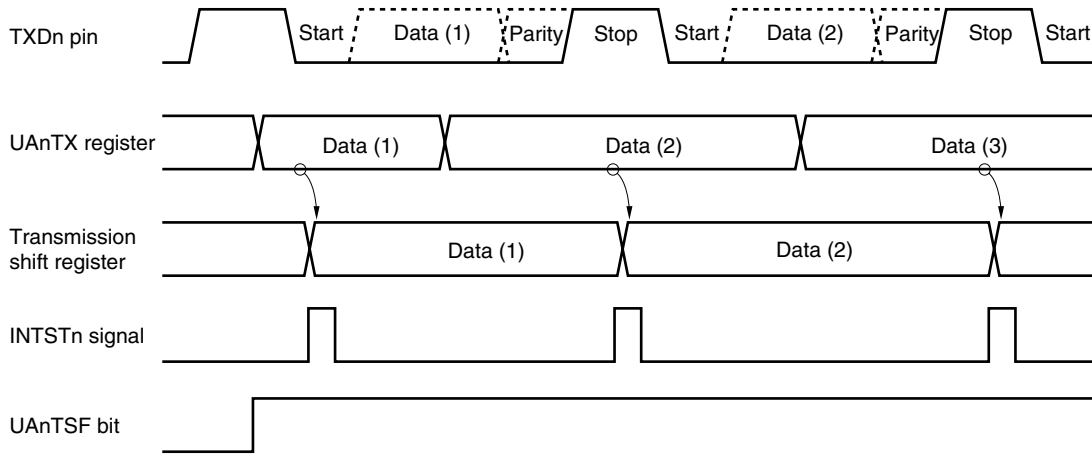 TXDn pin
Start
Data (1)
Parity
Stop
Start
Data (2)
Parity
Stop
Start
UAnTX register
Data (1)
Data (2)
Data (3)
Transmission
shift register
Data (1)
Data (2)
INTSTn signal
UAnTSF bit